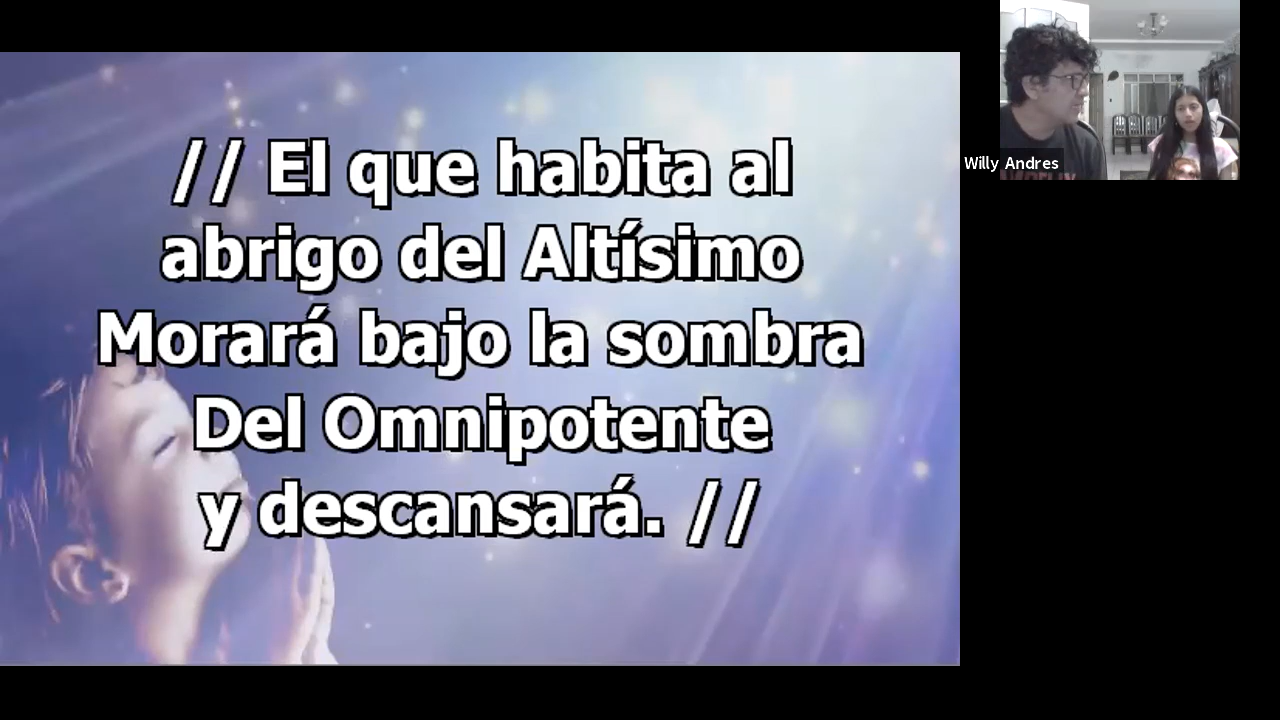 // El que habita al
abrigo del Altísimo
Morará bajo la sombra
Del Omnipotente
y descansará. //
Willy Andres